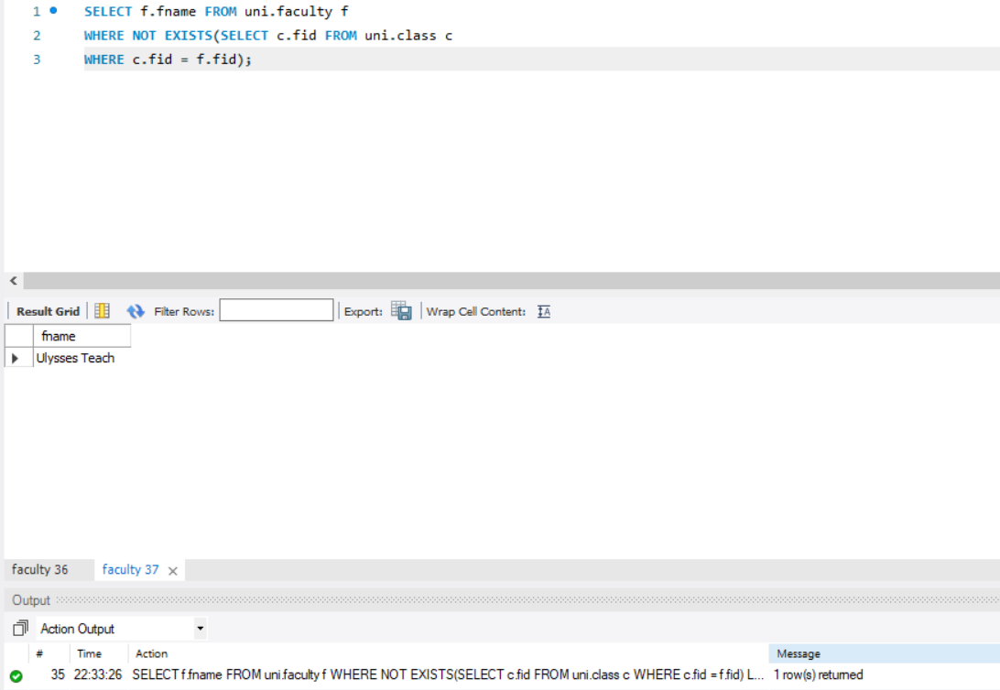 1 SELECT f.fname FROM uni.faculty f
2 WHERE NOT EXISTS(SELECT c.fid FROM uni.class c
3 WHERE c.fid = f.fid);
Result Grid Filter Rows: Export: Wrap Cell Content: IA
fname
Ulysses Teach
faculty 36 faculty 37
Output
Action Output
# Time Action Message
35 22:33:26 SELECT f.fname FROM uni.faculty f WHERE NOT EXISTS(SELECT c.fid FROM uni.class c WHERE c.fid = f.fid) L... 1 row(s) returned